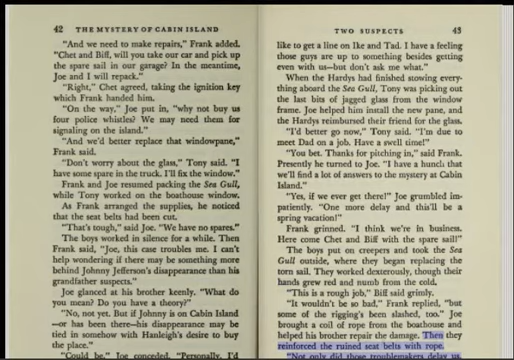 42 THE MYSTERY OF CABIN ISLAND
"And we need to make repairs," Frank added.
"Chet and Biff, will you take our car and pick up
the spare sail in our garage? In the meantime,
Joe and I will repack."
"Right," Chet agreed, taking the ignition key
which Frank handed him.
"On the way," Joe put in, "why not buy us
four police whistles? We may need them for
signaling on the island."
"And we'd better replace that windowpane,"
Frank said.
"Don't worry about the glass," Tony said. "I
have some spare in the truck. I'll fix the window."
Frank and Joe resumed packing the Sea Gull,
while Tony worked on the boathouse window.
As Frank arranged the supplies, he noticed
that the seat belts had been cut.
"That's tough," said Joe. "We have no spares."
The boys worked in silence for a while. Then
Frank said, "Joe, this case troubles me. I can't
help wondering if there may be something more
behind Johnny Jefferson's disappearance than his
grandfather suspects."
Joe glanced at his brother keenly. "What do
you mean? Do you have a theory?"
"No, not yet. But if Johnny is on Cabin Island
—or has been there—his disappearance may be
tied in somehow with Hanleigh's desire to buy
the place."
"Could be," Joe conceded. "Personally, I'd
TWO SUSPECTS 43
like to get a line on Ike and Tad. I have a feeling
those guys are up to something besides getting
even with us—but don't ask me what."
When the Hardys had finished stowing every-
thing aboard the Sea Gull, Tony was picking out
the last bits of jagged glass from the window
frame. Joe helped him install the new pane, and
the Hardys reimbursed their friend for the glass.
"I'd better go now," Tony said. "I'm due to
meet Dad on a job. Have a swell time!"
"You bet. Thanks for pitching in," said Frank.
Presently he turned to Joe. "I have a hunch that
we'll find a lot of answers to the mystery at Cabin
Island."
"Yes, if we ever get there!" Joe grumbled im-
patiently. "One more delay and this'll be a
spring vacation!"
Frank grinned. "I think we're in business.
Here come Chet and Biff with the spare sail!"
The boys put on creepers and took the Sea
Gull outside, where they began replacing the
torn sail. They worked dexterously, though their
hands grew red and numb from the cold.
"This is a rough job," Biff said grimly.
"It wouldn't be so bad," Frank replied, "but
some of the rigging's been slashed, too." Joe
brought a coil of rope from the boathouse and
helped his brother repair the damage. Then they
reinforced the ruined seat belts with rope.
"Not only did those troublemakers delay us,